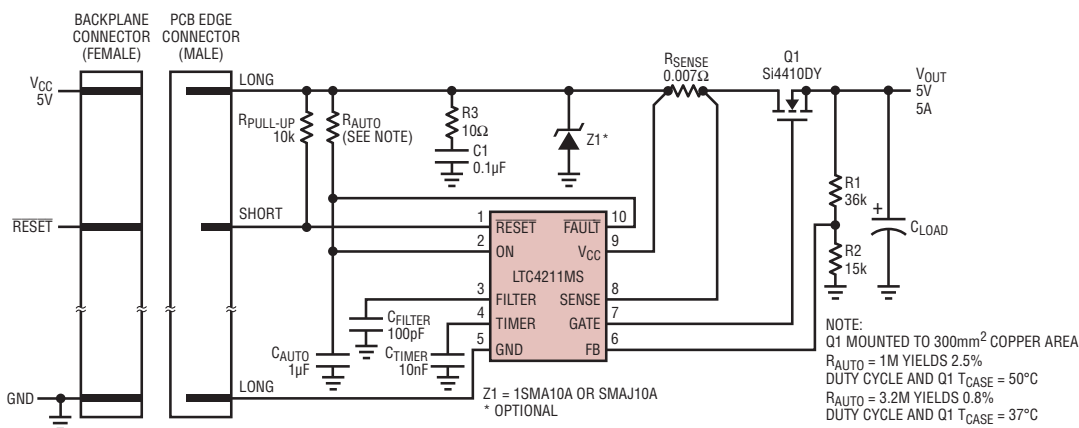 BACKPLANE
CONNECTOR
(FEMALE)
PCB EDGE
CONNECTOR
(MALE)
VCC
5V
LONG
RPULL-UP
10k
RAUTO
(SEE NOTE)
R3
10Ω
C1
0.1µF
Z1*
RSENSE
0.007Ω
Q1
Si4410DY
VOUT
5V
5A
R1
36k
R2
15k
+
CLOAD
RESET
SHORT
1
RESET
2
ON
3
FILTER
4
TIMER
5
GND
LTC4211MS
10
FAULT
9
VCC
8
SENSE
7
GATE
6
FB
CFILTER
100pF
CAUTO
1µF
CTIMER
10nF
GND
LONG
Z1 = 1SMA10A OR SMAJ10A
* OPTIONAL
NOTE:
Q1 MOUNTED TO 300mm² COPPER AREA
RAUTO = 1M YIELDS 2.5%
DUTY CYCLE AND Q1 TCASE = 50°C
RAUTO = 3.2M YIELDS 0.8%
DUTY CYCLE AND Q1 TCASE = 37°C